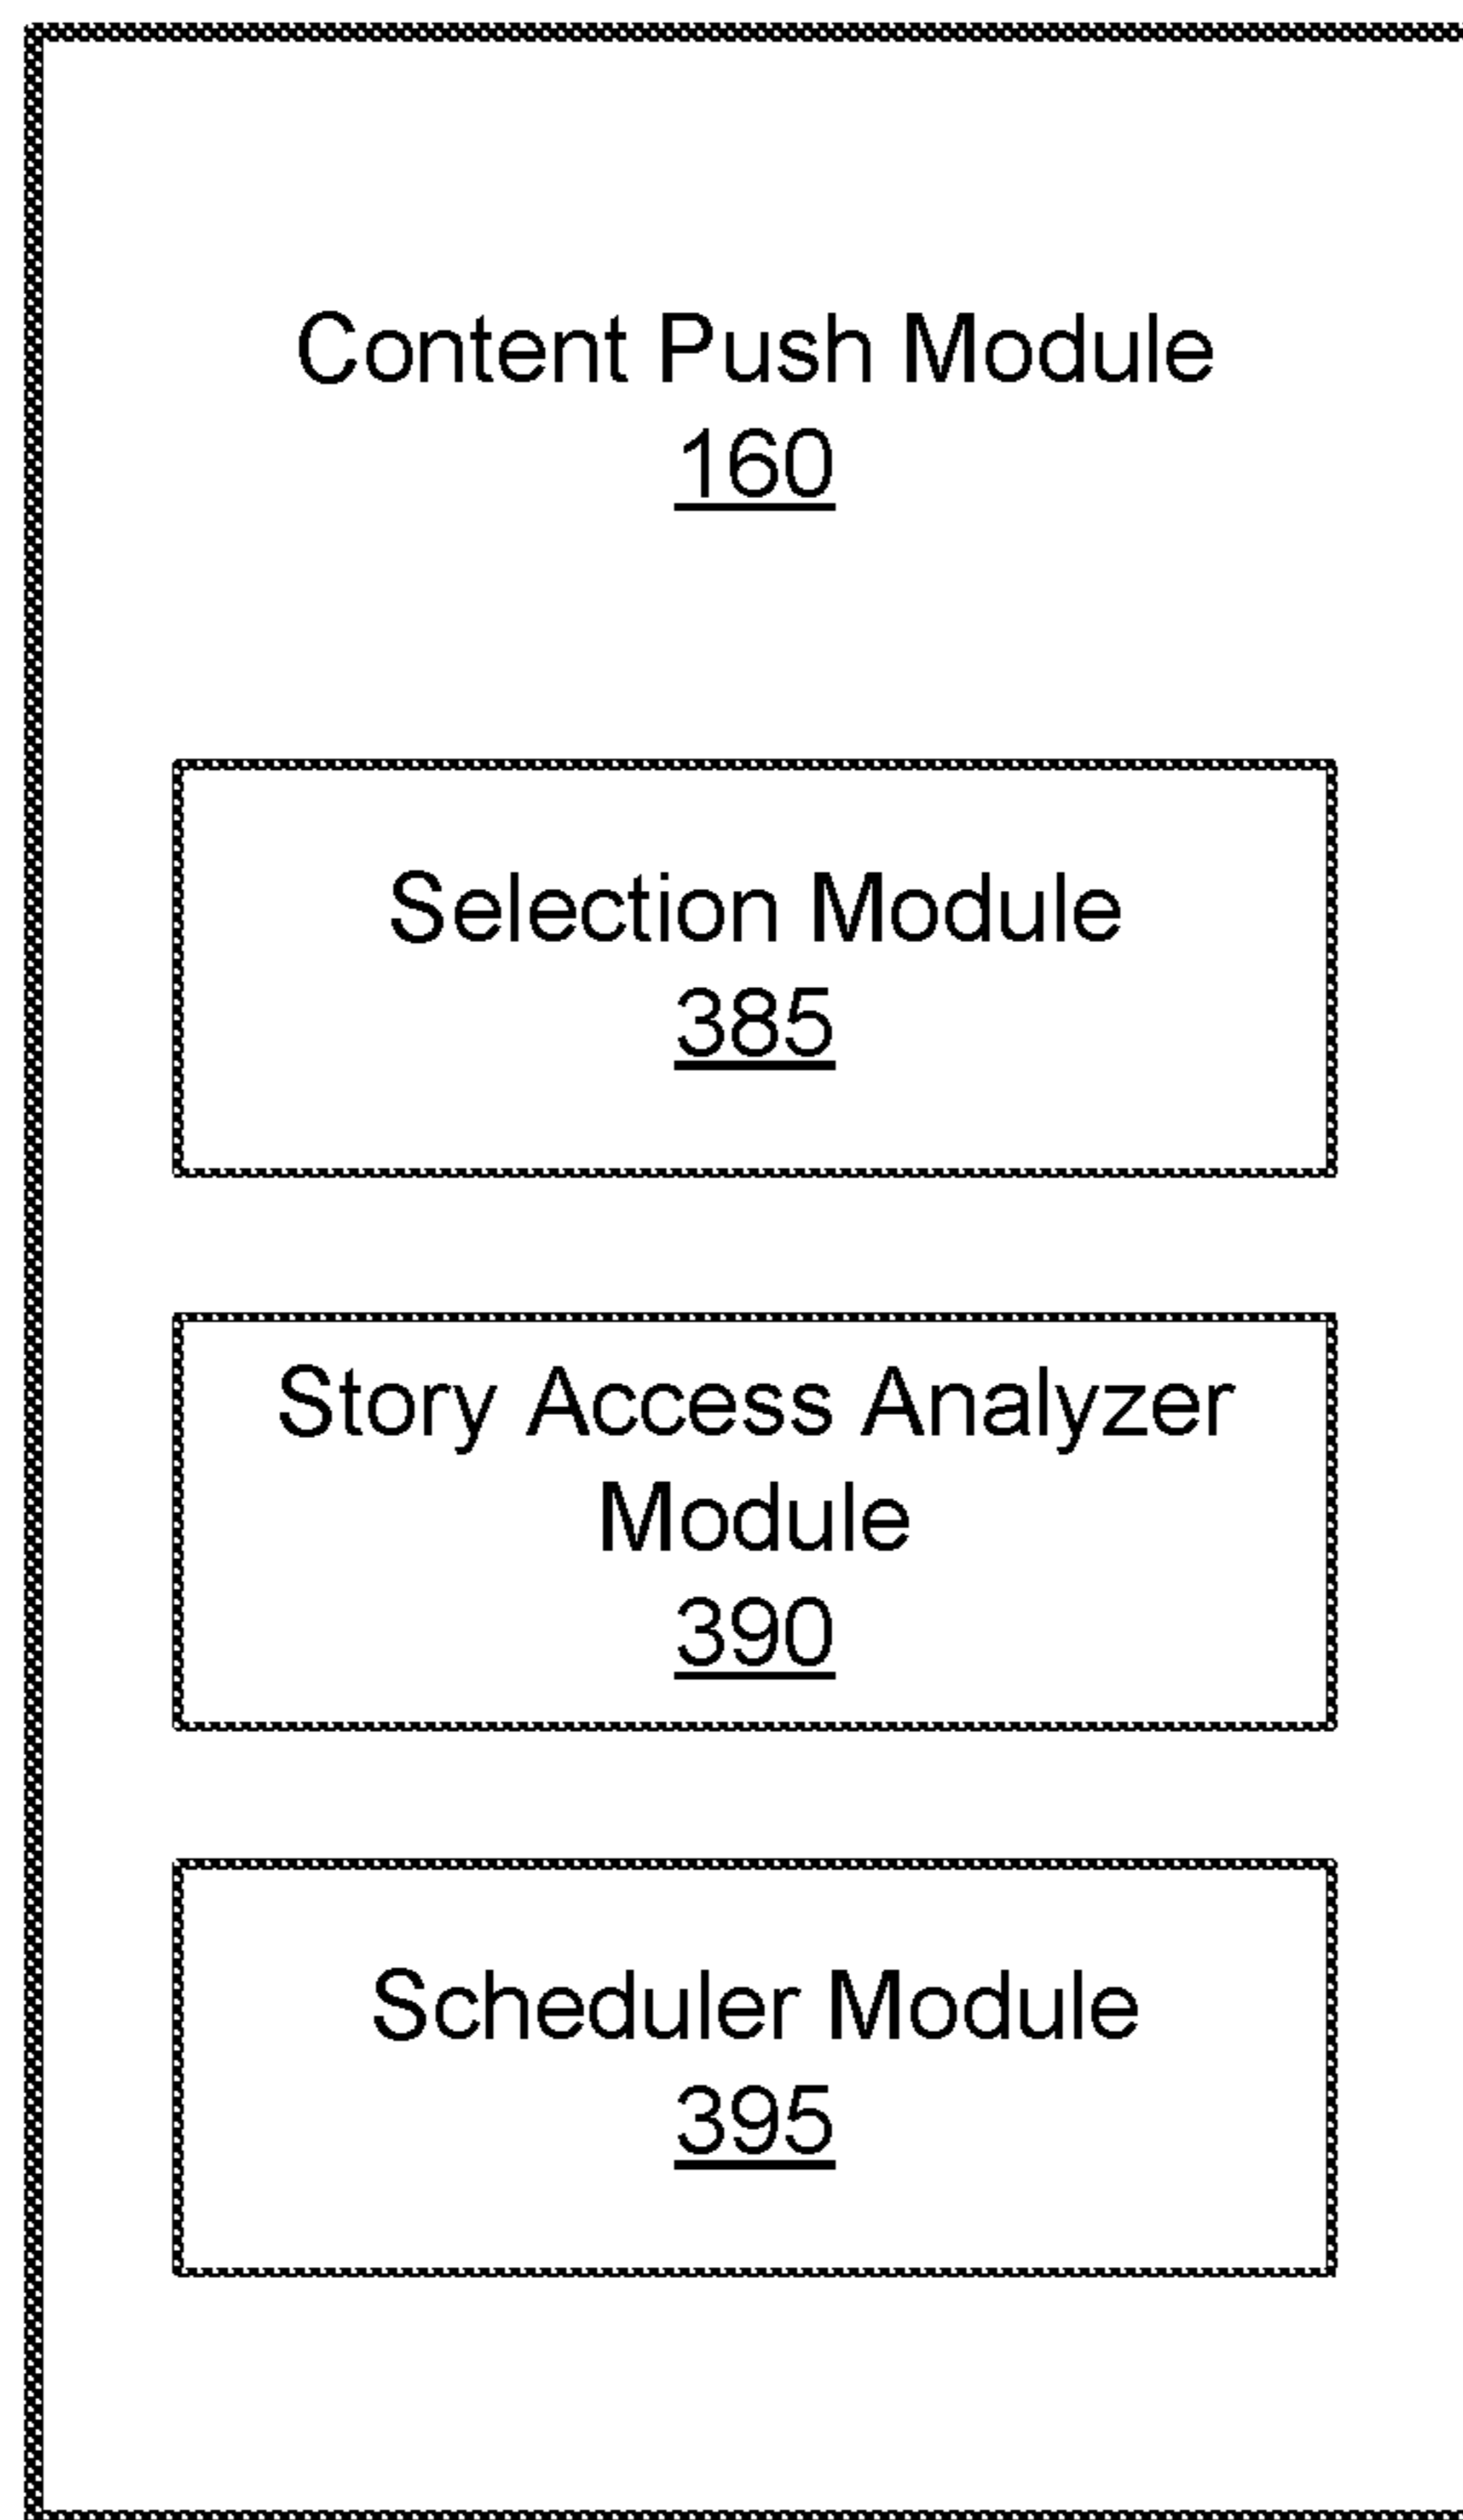 Content Push Module
160
Selection Module
385
Story Access Analyzer
Module
390
Scheduler Module
395